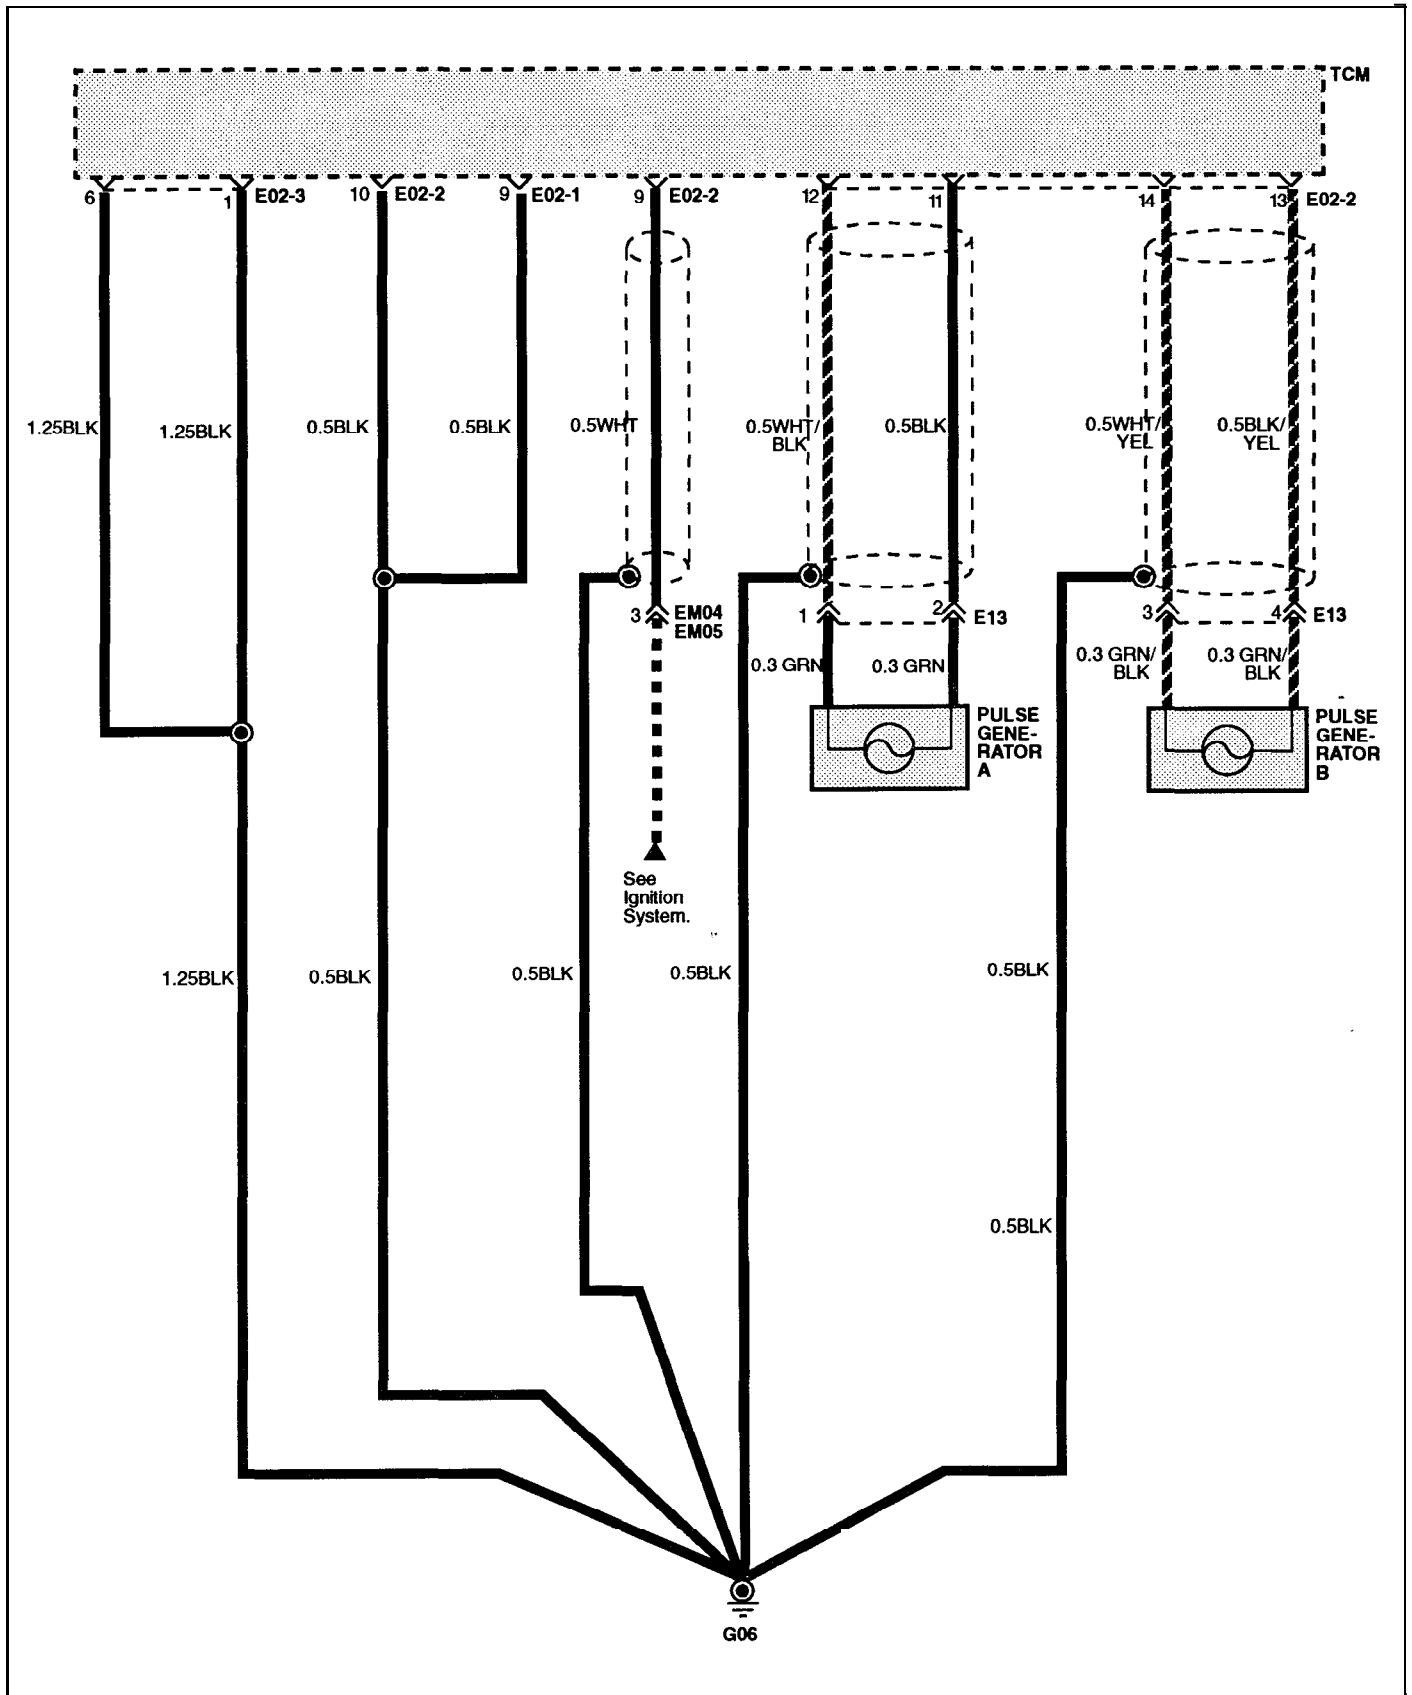 TCM
6
1
E02-3
10
E02-2
9
E02-1
9
E02-2
12
11
14
13
E02-2
1.25BLK
1.25BLK
0.5BLK
0.5BLK
0.5WHT
0.5WHT/
BLK
0.5BLK
0.5WHT/
YEL
0.5BLK/
YEL
3
EM04
EM05
1
2
E13
3
4
E13
0.3 GRN
0.3 GRN
0.3 GRN/
BLK
0.3 GRN/
BLK
PULSE
GENE-
RATOR
A
PULSE
GENE-
RATOR
B
See
Ignition
System.
1.25BLK
0.5BLK
0.5BLK
0.5BLK
0.5BLK
0.5BLK
G06